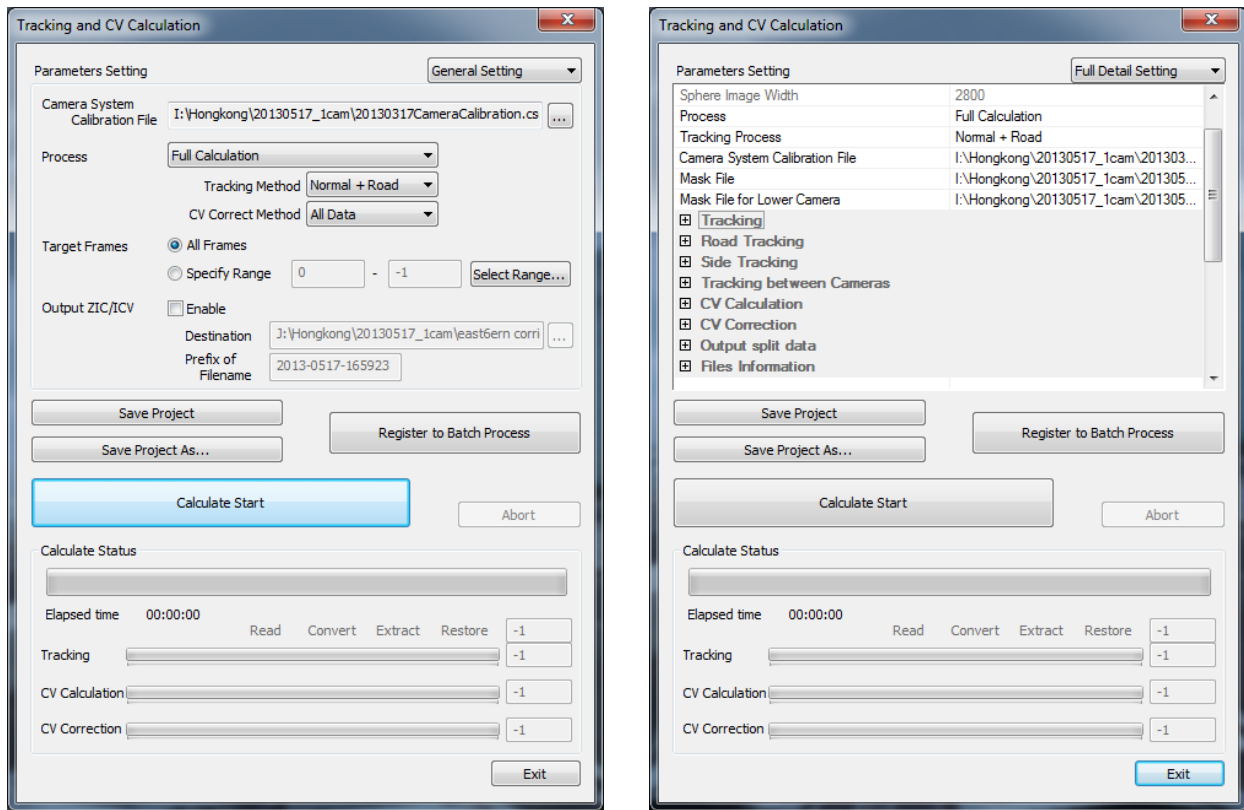 Tracking and CV Calculation
Parameters Setting
General Setting
Camera System
Calibration File
I:\Hongkong\20130517_1cam\20130317CameraCalibration.cs
...
Process
Full Calculation
Tracking Method
Normal + Road
CV Correct Method
All Data
Target Frames
All Frames
Specify Range
0
-
-1
Select Range...
Output ZIC/ICV
Enable
Destination
J:\Hongkong\20130517_1cam\east6ern corri
...
Prefix of
Filename
2013-0517-165923
Save Project
Save Project As...
Register to Batch Process
Calculate Start
Abort
Calculate Status
Elapsed time
00:00:00
Read Convert Extract Restore
-1
Tracking
-1
CV Calculation
-1
CV Correction
-1
Exit
Tracking and CV Calculation
Parameters Setting
Full Detail Setting
Sphere Image Width 2800
Process Full Calculation
Tracking Process Normal + Road
Camera System Calibration File I:\Hongkong\20130517_1cam\201303...
Mask File I:\Hongkong\20130517_1cam\201305...
Mask File for Lower Camera I:\Hongkong\20130517_1cam\201305...
Tracking
Road Tracking
Side Tracking
Tracking between Cameras
CV Calculation
CV Correction
Output split data
Files Information
Save Project
Save Project As...
Register to Batch Process
Calculate Start
Abort
Calculate Status
Elapsed time
00:00:00
Read Convert Extract Restore
-1
Tracking
-1
CV Calculation
-1
CV Correction
-1
Exit